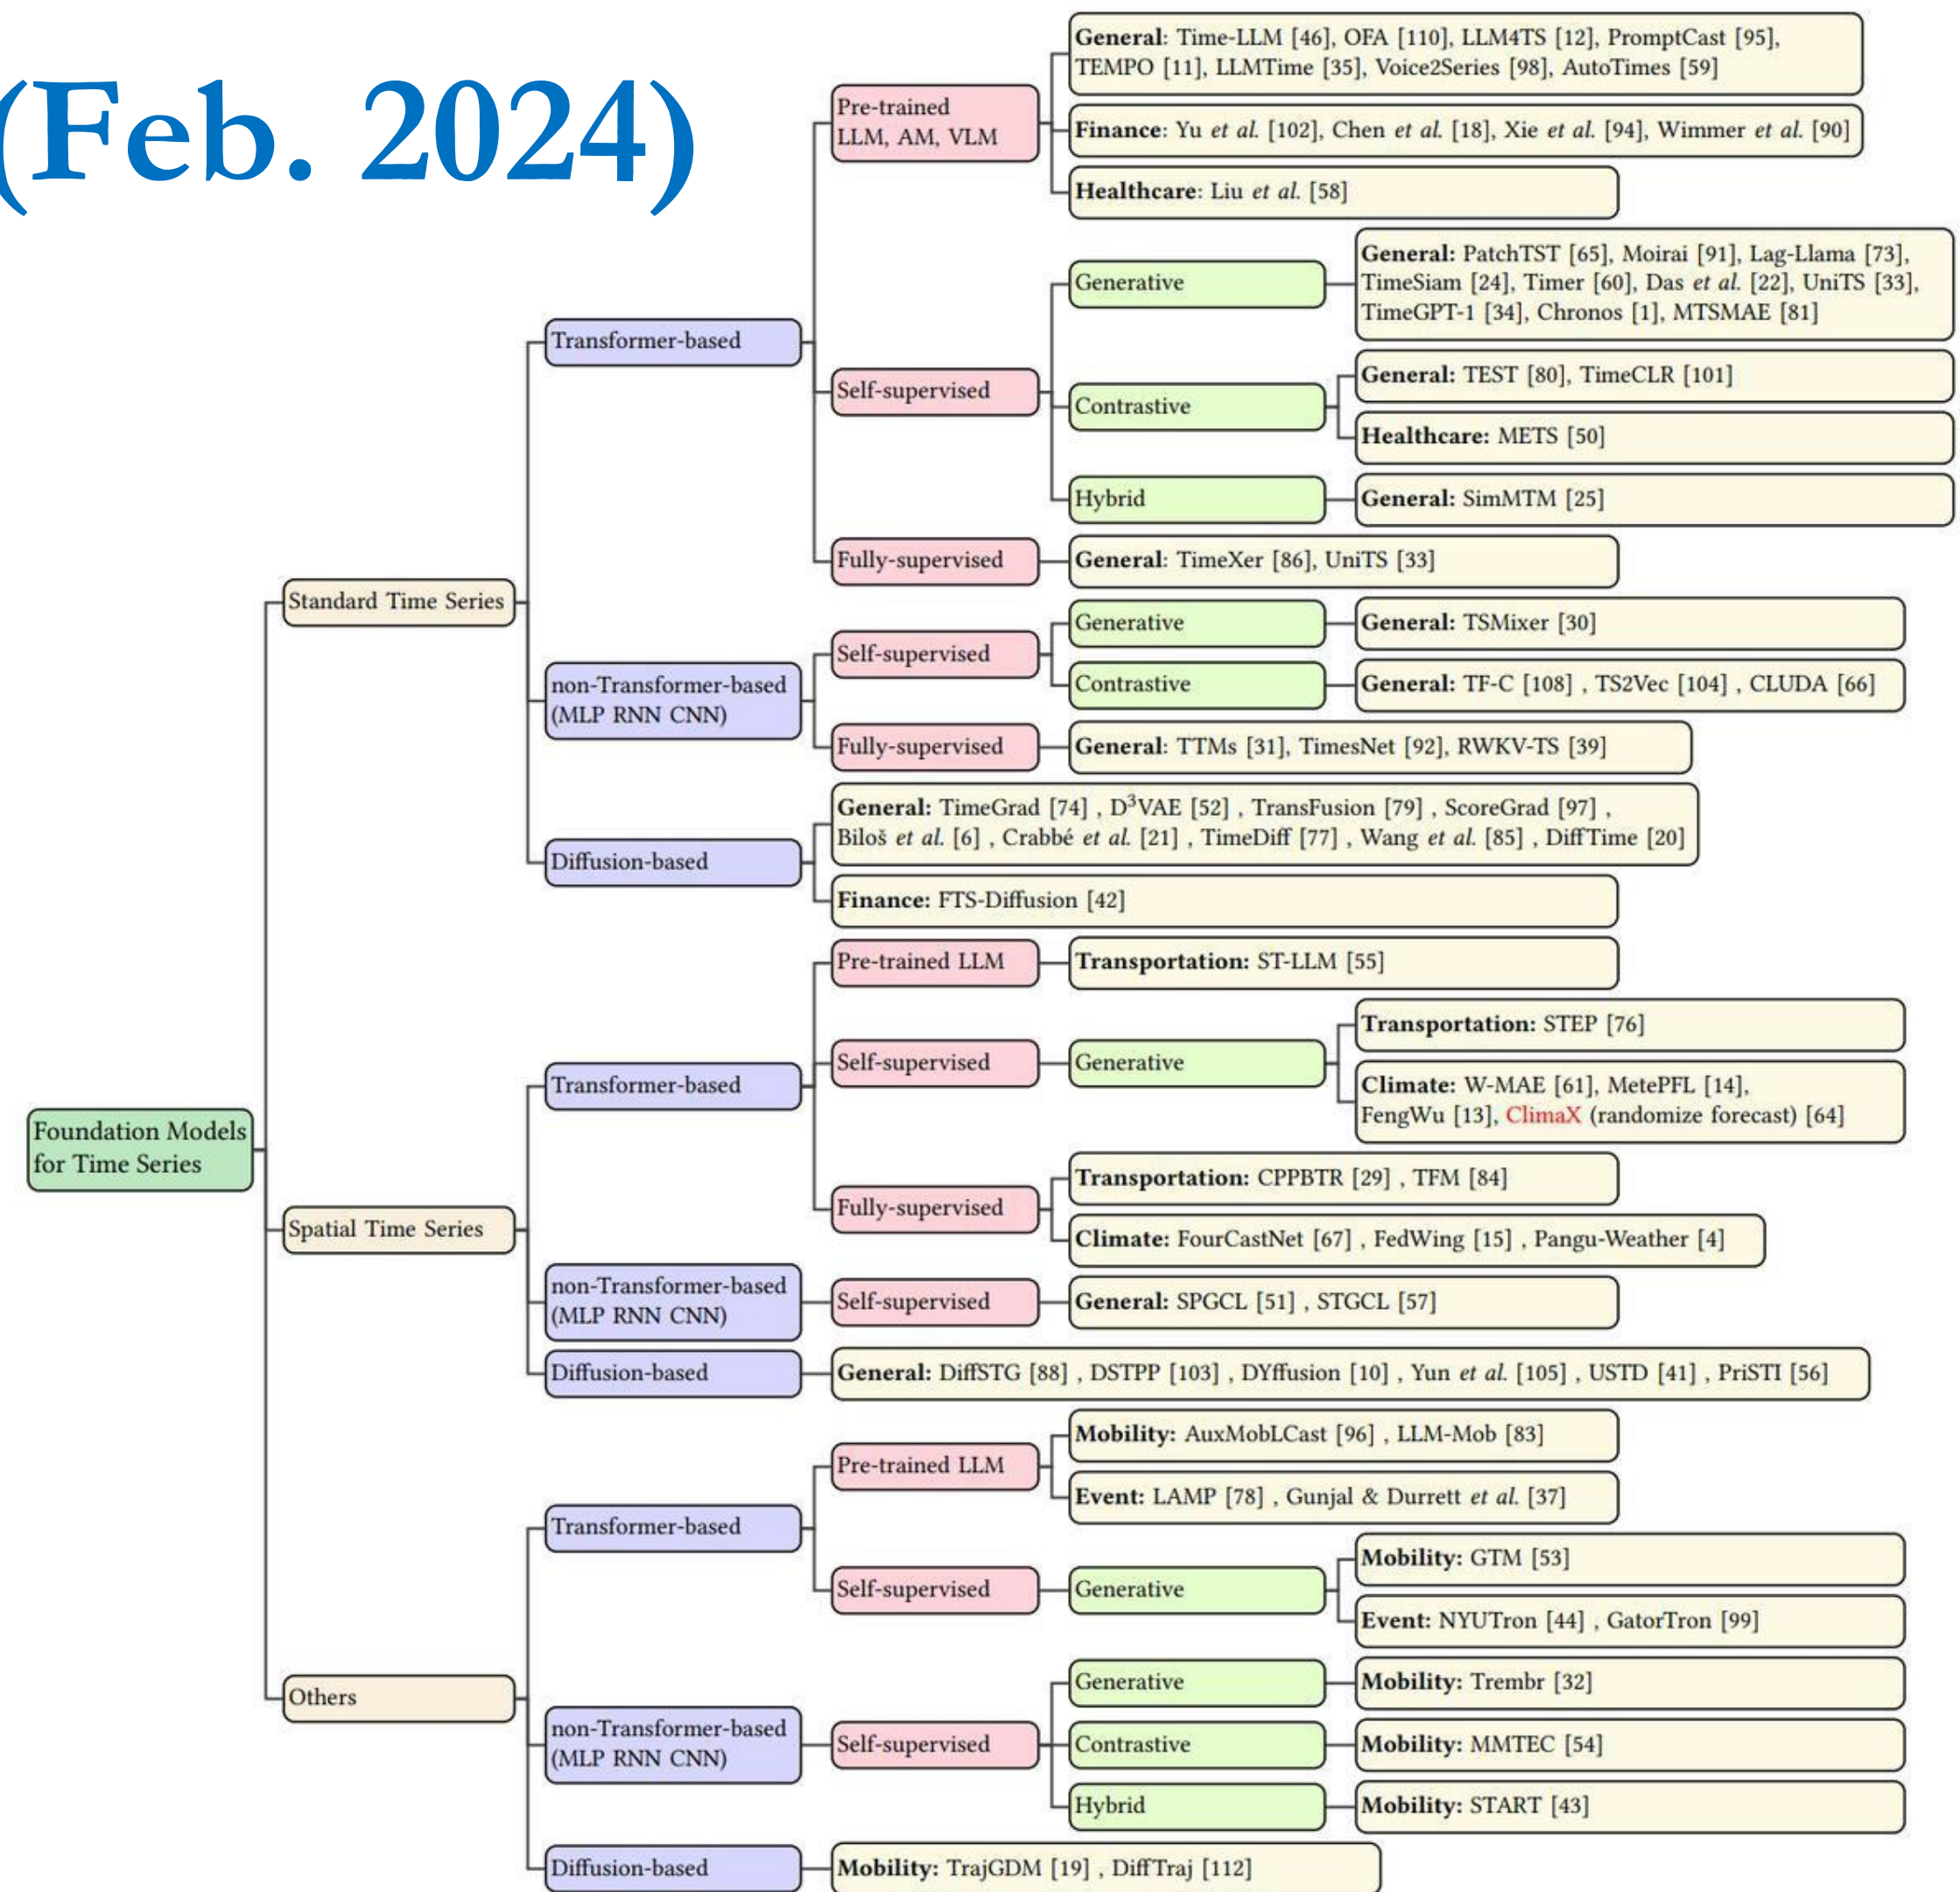 (Feb. 2024)
Foundation Models
for Time Series
Standard Time Series
Transformer-based
Pre-trained
LLM, AM, VLM
General: Time-LLM [46], OFA [110], LLM4TS [12], PromptCast [95],
TEMPO [11], LLMTime [35], Voice2Series [98], AutoTimes [59]
Finance: Yu et al. [102], Chen et al. [18], Xie et al. [94], Wimmer et al. [90]
Healthcare: Liu et al. [58]
Self-supervised
Generative
General: PatchTST [65], Moirai [91], Lag-Llama [73],
TimeSiam [24], Timer [60], Das et al. [22], UniTS [33],
TimeGPT-1 [34], Chronos [1], MTSMAE [81]
Contrastive
General: TEST [80], TimeCLR [101]
Healthcare: METS [50]
Hybrid
General: SimMTM [25]
Fully-supervised
General: TimeXer [86], UniTS [33]
non-Transformer-based
(MLP RNN CNN)
Self-supervised
Generative
General: TSMixer [30]
Contrastive
General: TF-C [108] , TS2Vec [104] , CLUDA [66]
Fully-supervised
General: TTMs [31], TimesNet [92], RWKV-TS [39]
Diffusion-based
General: TimeGrad [74] , D³VAE [52] , TransFusion [79] , ScoreGrad [97] ,
Biloš et al. [6] , Crabbé et al. [21] , TimeDiff [77] , Wang et al. [85] , DiffTime [20]
Finance: FTS-Diffusion [42]
Spatial Time Series
Transformer-based
Pre-trained LLM
Transportation: ST-LLM [55]
Self-supervised
Generative
Transportation: STEP [76]
Climate: W-MAE [61], MetePFL [14],
FengWu [13], ClimaX (randomize forecast) [64]
Fully-supervised
Transportation: CPPBTR [29] , TFM [84]
Climate: FourCastNet [67] , FedWing [15] , Pangu-Weather [4]
non-Transformer-based
(MLP RNN CNN)
Self-supervised
General: SPGCL [51] , STGCL [57]
Diffusion-based
General: DiffSTG [88] , DSTPP [103] , DYffusion [10] , Yun et al. [105] , USTD [41] , PriSTI [56]
Others
Transformer-based
Pre-trained LLM
Mobility: AuxMobLCast [96] , LLM-Mob [83]
Event: LAMP [78] , Gunjal & Durrett et al. [37]
Self-supervised
Generative
Mobility: GTM [53]
Event: NYUTron [44] , GatorTron [99]
non-Transformer-based
(MLP RNN CNN)
Self-supervised
Generative
Mobility: Trembr [32]
Contrastive
Mobility: MMTEC [54]
Hybrid
Mobility: START [43]
Diffusion-based
Mobility: TrajGDM [19] , DiffTraj [112]